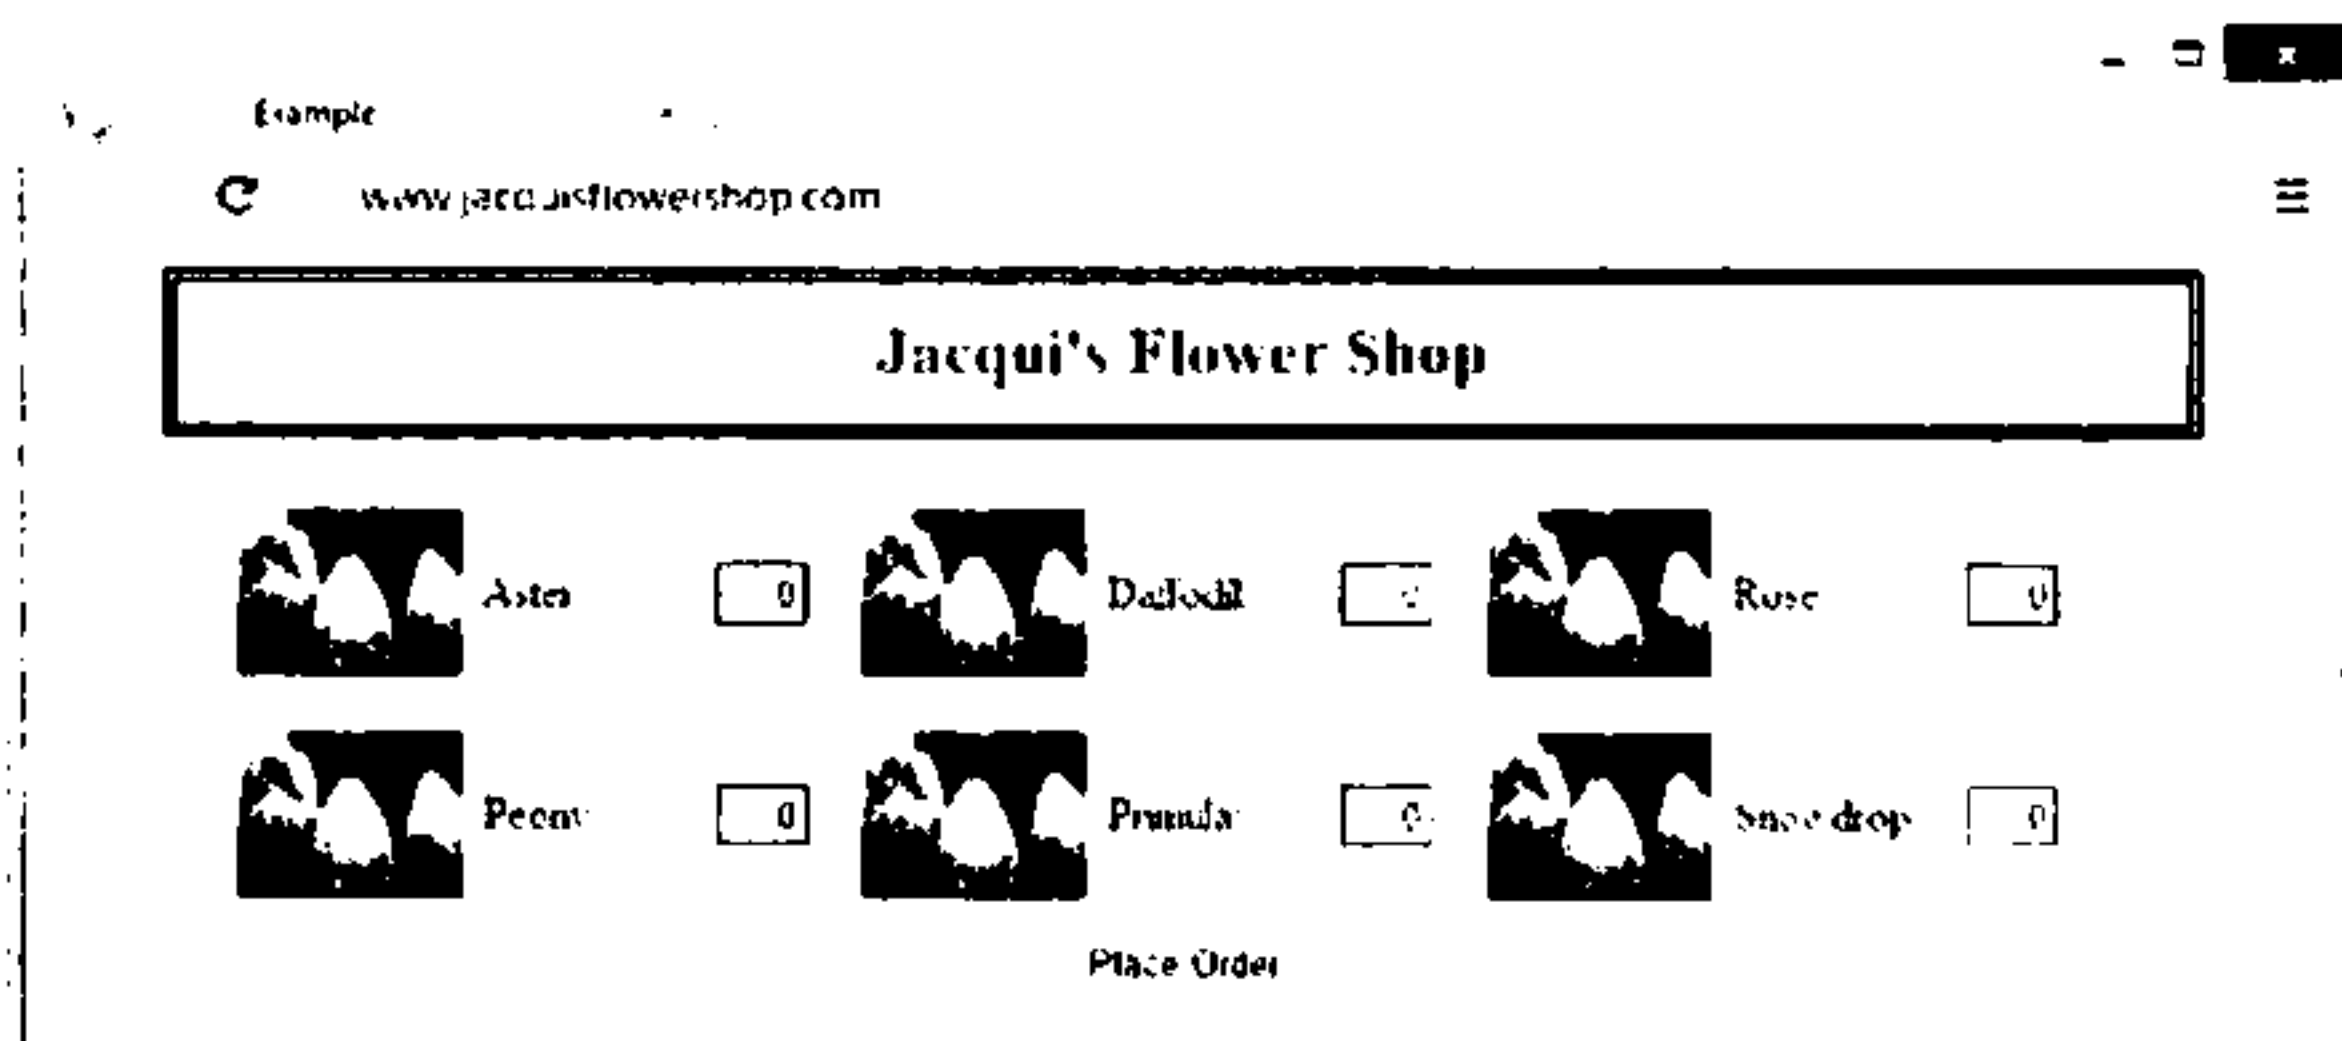 Example
www.jacquisflowershop.com
Jacqui's Flower Shop
Aster 0 Daffodil Rose 0
Peony 0 Primula 0 Snowdrop 0
Place Order